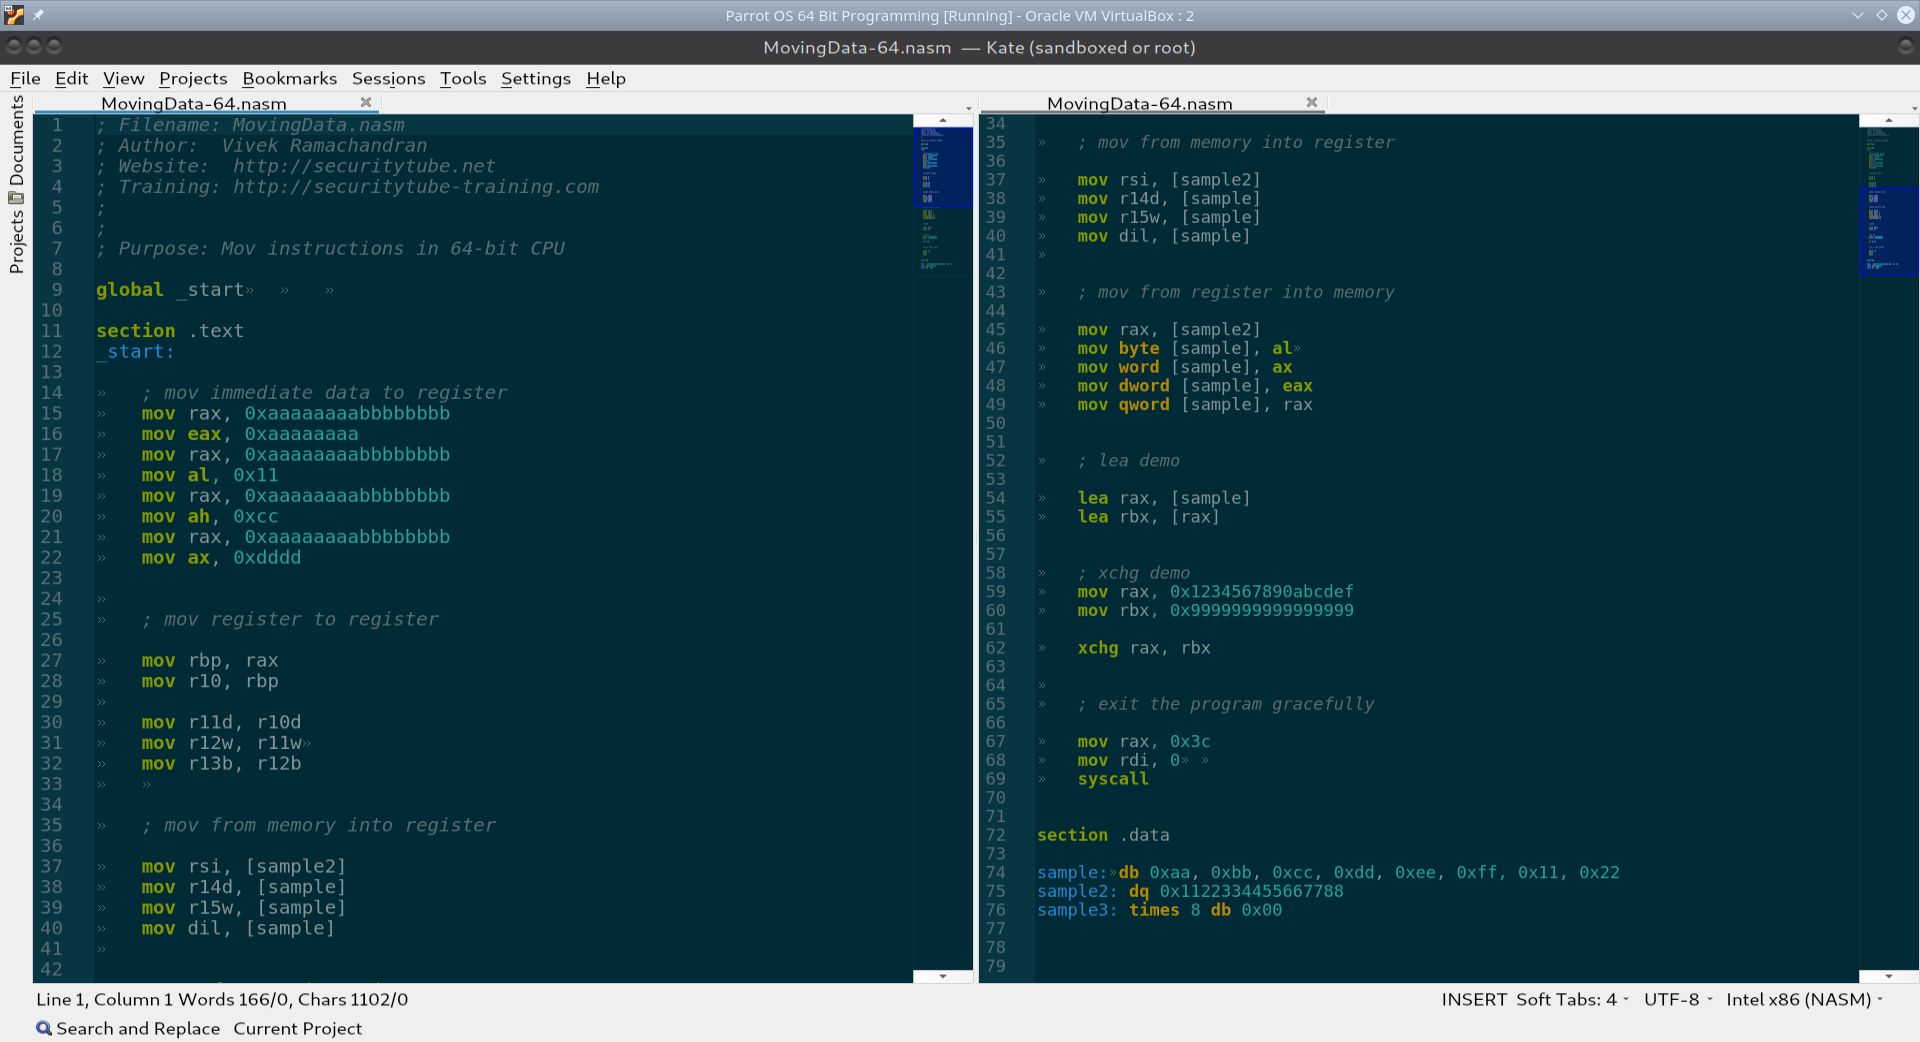 Parrot OS 64 Bit Programming [Running] - Oracle VM VirtualBox : 2
MovingData-64.nasm — Kate (sandboxed or root)
File Edit View Projects Bookmarks Sessions Tools Settings Help
Documents
Projects
MovingData-64.nasm
1 ; Filename: MovingData.nasm
2 ; Author:  Vivek Ramachandran
3 ; Website:  http://securitytube.net
4 ; Training: http://securitytube-training.com
5 ;
6 ;
7 ; Purpose: Mov instructions in 64-bit CPU
8
9 global _start»  »   »
10
11 section .text
12 _start:
13
14 »   ; mov immediate data to register
15 »   mov rax, 0xaaaaaaaabbbbbbbb
16 »   mov eax, 0xaaaaaaaa
17 »   mov rax, 0xaaaaaaaabbbbbbbb
18 »   mov al, 0x11
19 »   mov rax, 0xaaaaaaaabbbbbbbb
20 »   mov ah, 0xcc
21 »   mov rax, 0xaaaaaaaabbbbbbbb
22 »   mov ax, 0xdddd
23
24 »
25 »   ; mov register to register
26
27 »   mov rbp, rax
28 »   mov r10, rbp
29 »
30 »   mov r11d, r10d
31 »   mov r12w, r11w»
32 »   mov r13b, r12b
33 »   »
34
35 »   ; mov from memory into register
36
37 »   mov rsi, [sample2]
38 »   mov r14d, [sample]
39 »   mov r15w, [sample]
40 »   mov dil, [sample]
41 »
42
MovingData-64.nasm
34
35 »   ; mov from memory into register
36
37 »   mov rsi, [sample2]
38 »   mov r14d, [sample]
39 »   mov r15w, [sample]
40 »   mov dil, [sample]
41 »
42
43 »   ; mov from register into memory
44
45 »   mov rax, [sample2]
46 »   mov byte [sample], al»
47 »   mov word [sample], ax
48 »   mov dword [sample], eax
49 »   mov qword [sample], rax
50
51
52 »   ; lea demo
53
54 »   lea rax, [sample]
55 »   lea rbx, [rax]
56
57
58 »   ; xchg demo
59 »   mov rax, 0x1234567890abcdef
60 »   mov rbx, 0x9999999999999999
61
62 »   xchg rax, rbx
63
64 »
65 »   ; exit the program gracefully
66
67 »   mov rax, 0x3c
68 »   mov rdi, 0» »
69 »   syscall
70
71
72 section .data
73
74 sample:»db 0xaa, 0xbb, 0xcc, 0xdd, 0xee, 0xff, 0x11, 0x22
75 sample2: dq 0x1122334455667788
76 sample3: times 8 db 0x00
77
78
79
Line 1, Column 1 Words 166/0, Chars 1102/0 INSERT Soft Tabs: 4 UTF-8 Intel x86 (NASM)
Search and Replace Current Project